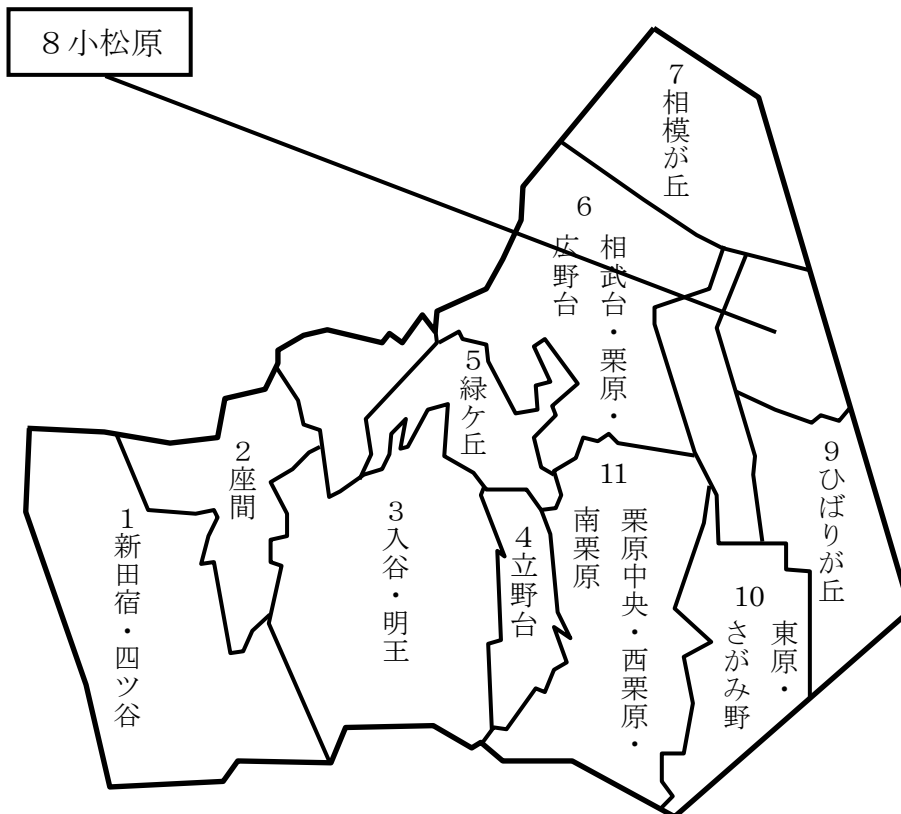 8小松原
7相模が丘
6
相武台・栗原・
広野台
5緑ケ丘
2座間
1新田宿・四ツ谷
3入谷・明王
4立野台
11
栗原中央・西栗原・
南栗原
9ひばりが丘
10
東原・
さがみ野